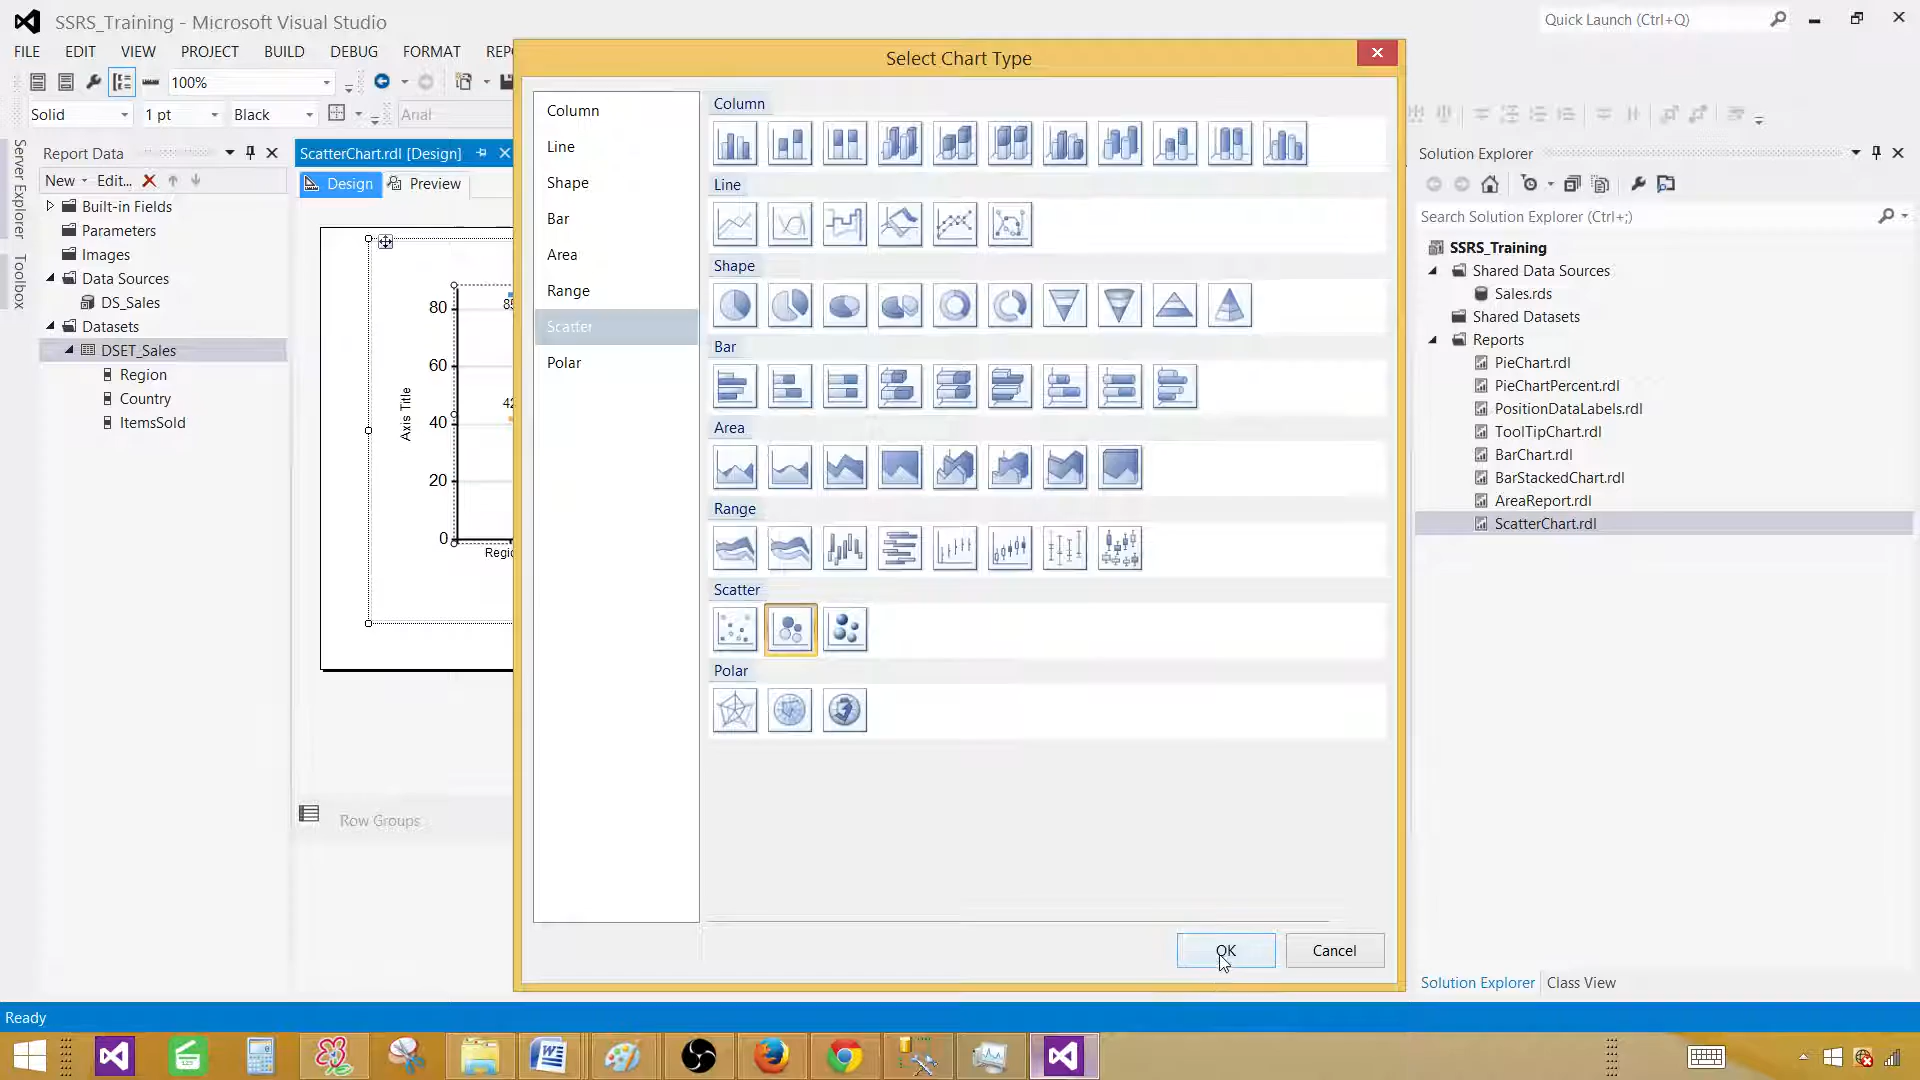 SSRS_Training - Microsoft Visual Studio
Quick Launch (Ctrl+Q)
FILE EDIT VIEW PROJECT BUILD DEBUG FORMAT
100%
Solid 1 pt Black Arial
Select Chart Type
Server Explorer
Toolbox
Report Data
New Edit...
Built-in Fields
Parameters
Images
Data Sources
DS_Sales
Datasets
DSET_Sales
Region
Country
ItemsSold
ScatterChart.rdl [Design]
Design Preview
80
60
40
20
0
Axis Title
Row Groups
Column
Line
Shape
Bar
Area
Range
Scatter
Polar
Column
Line
Shape
Bar
Area
Range
Scatter
Polar
OK Cancel
Solution Explorer
Search Solution Explorer (Ctrl+;)
SSRS_Training
Shared Data Sources
Sales.rds
Shared Datasets
Reports
PieChart.rdl
PieChartPercent.rdl
PositionDataLabels.rdl
ToolTipChart.rdl
BarChart.rdl
BarStackedChart.rdl
AreaReport.rdl
ScatterChart.rdl
Solution Explorer Class View
Ready